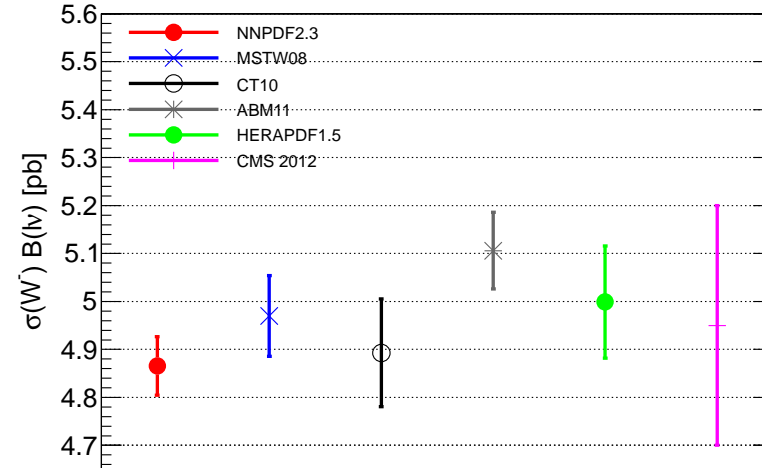 5.6
5.5
5.4
5.3
5.2
5.1
5
4.9
4.8
4.7
σ(W⁻) B(lν) [pb]
NNPDF2.3
MSTW08
CT10
ABM11
HERAPDF1.5
CMS 2012